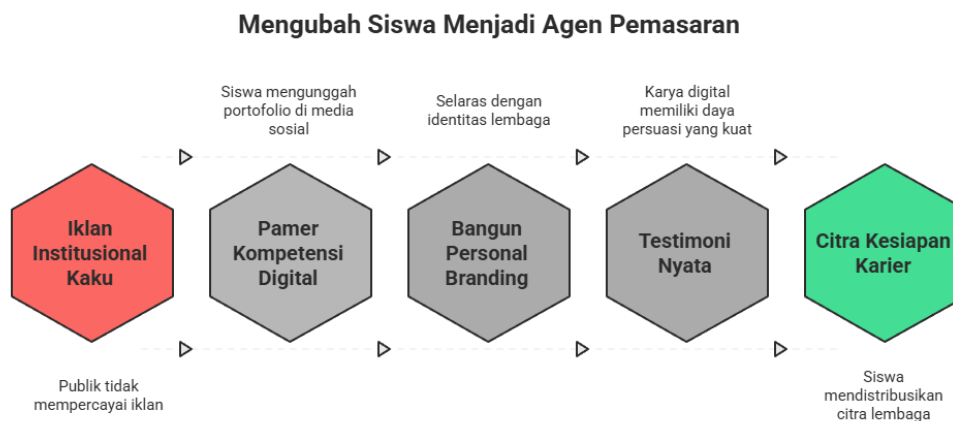 Mengubah Siswa Menjadi Agen Pemasaran
Siswa mengunggah
portofolio di media
sosial
Selaras dengan
identitas lembaga
Karya digital
memiliki daya
persuasi yang kuat
Iklan
Institusional
Kaku
Pamer
Kompetensi
Digital
Bangun
Personal
Branding
Testimoni
Nyata
Citra Kesiapan
Karier
Publik tidak
mempercayai iklan
Siswa
mendistribusikan
citra lembaga